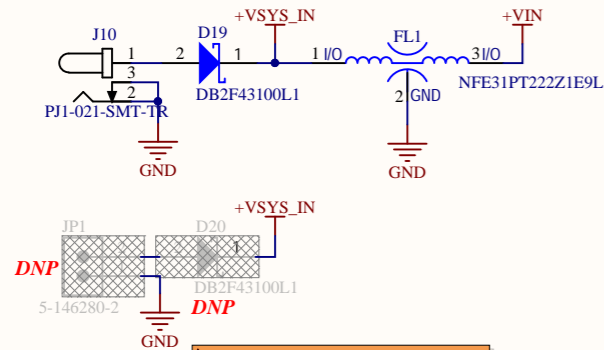 J10
D19
+VSYS_IN
FL1
+VIN
1
2
1
1
I/O
3
I/O
3
2
PJ1-021-SMT-TR
DB2F43100L1
NFE31PT222Z1E9L
2
GND
GND
GND
+VSYS_IN
JP1
D20
1
DNP
DB2F43100L1
5-146280-2
DNP
GND